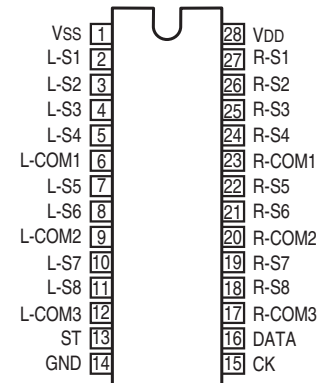 VSS 1 28 VDD
L-S1 2 27 R-S1
L-S2 3 26 R-S2
L-S3 4 25 R-S3
L-S4 5 24 R-S4
L-COM1 6 23 R-COM1
L-S5 7 22 R-S5
L-S6 8 21 R-S6
L-COM2 9 20 R-COM2
L-S7 10 19 R-S7
L-S8 11 18 R-S8
L-COM3 12 17 R-COM3
ST 13 16 DATA
GND 14 15 CK